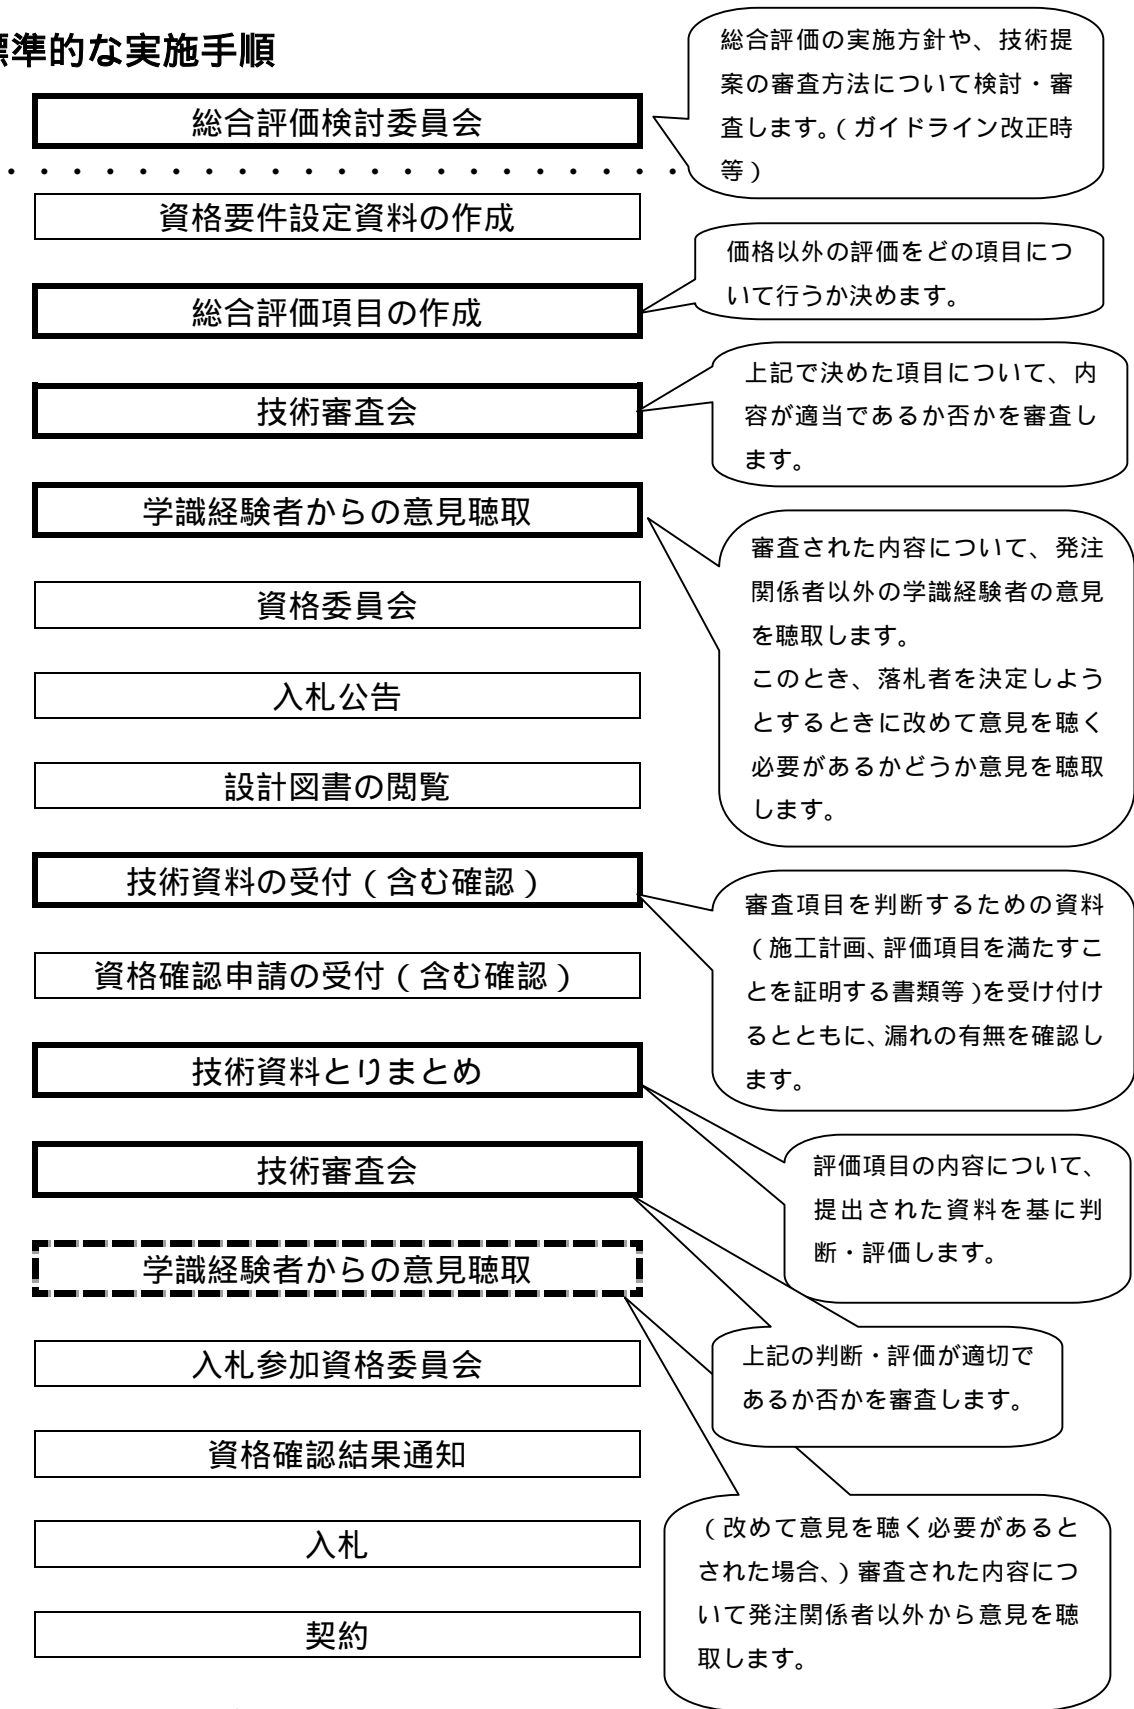 標準的な実施手順
総合評価の実施方針や、技術提
案の審査方法について検討・審
査します。(ガイドライン改正時
等)
総合評価検討委員会
資格要件設定資料の作成
価格以外の評価をどの項目につ
いて行うか決めます。
総合評価項目の作成
上記で決めた項目について、内
容が適当であるか否かを審査し
ます。
技術審査会
学識経験者からの意見聴取
審査された内容について、発注
関係者以外の学識経験者の意見
を聴取します。
このとき、落札者を決定しよう
とするときに改めて意見を聴く
必要があるかどうか意見を聴取
します。
資格委員会
入札公告
設計図書の閲覧
技術資料の受付(含む確認)
審査項目を判断するための資料
(施工計画、評価項目を満たすこ
とを証明する書類等)を受け付け
るとともに、漏れの有無を確認し
ます。
資格確認申請の受付(含む確認)
技術資料とりまとめ
評価項目の内容について、
提出された資料を基に判
断・評価します。
技術審査会
学識経験者からの意見聴取
上記の判断・評価が適切で
あるか否かを審査します。
入札参加資格委員会
資格確認結果通知
(改めて意見を聴く必要があると
された場合、)審査された内容につ
いて発注関係者以外から意見を聴
取します。
入札
契約